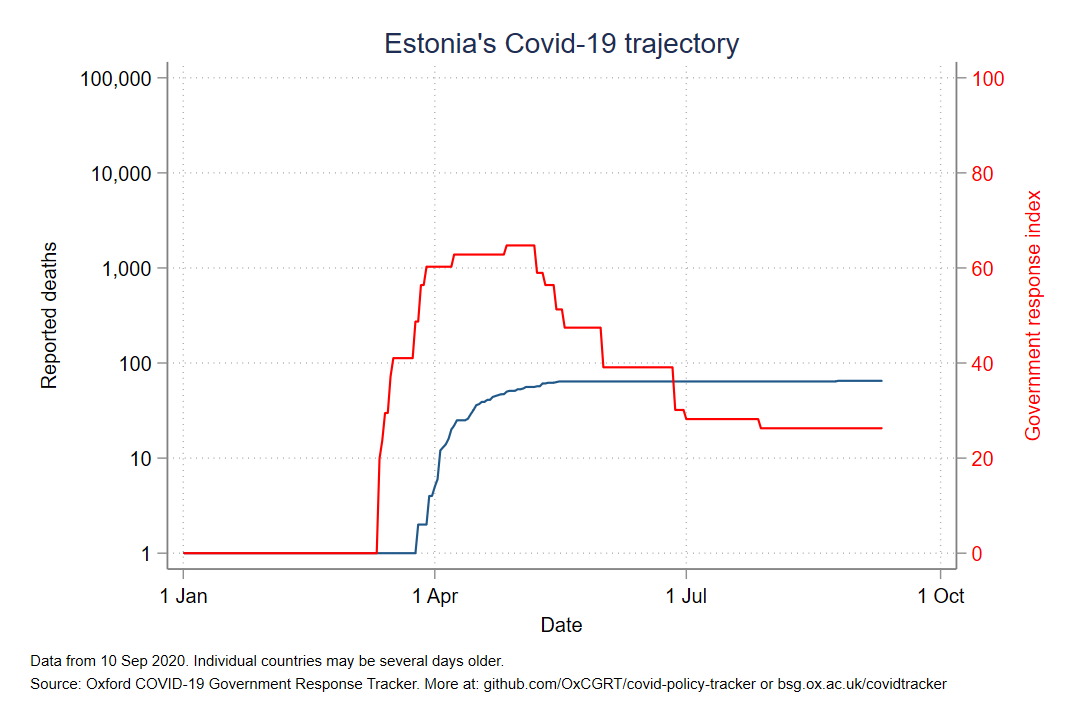 Estonia's Covid-19 trajectory
100,000
10,000
1,000
100
10
1
Reported deaths
100
80
60
40
20
0
Government response index
1 Jan
1 Apr
1 Jul
1 Oct
Date
Data from 10 Sep 2020. Individual countries may be several days older.
Source: Oxford COVID-19 Government Response Tracker. More at: github.com/OxCGRT/covid-policy-tracker or bsg.ox.ac.uk/covidtracker